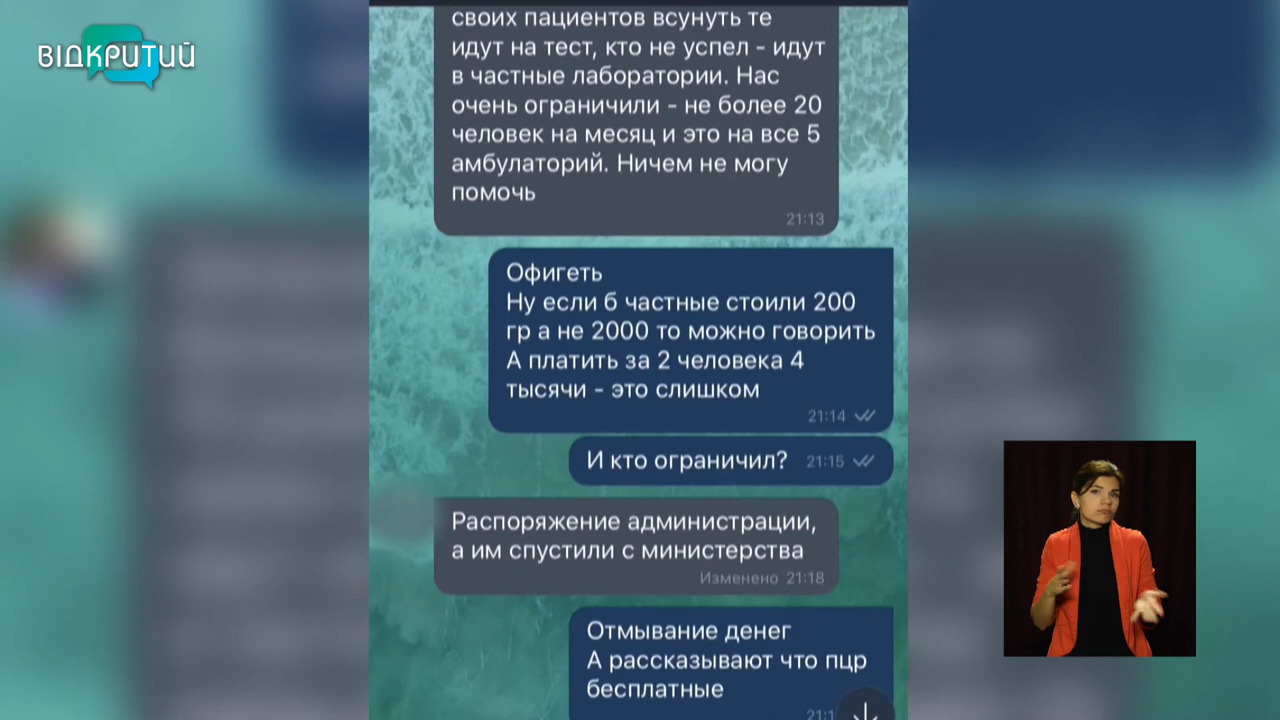 ВІДКРИТИЙ
своих пациентов всунуть те
идут на тест, кто не успел - идут
в частные лаборатории. Нас
очень ограничили - не более 20
человек на месяц и это на все 5
амбулаторий. Ничем не могу
помочь
21:13
Офигеть
Ну если б частные стоили 200
гр а не 2000 то можно говорить
А платить за 2 человека 4
тысячи - это слишком
21:14
И кто ограничил? 21:15
Распоряжение администрации,
а им спустили с министерства
Изменено 21:18
Отмывание денег
А рассказывают что пцр
бесплатные